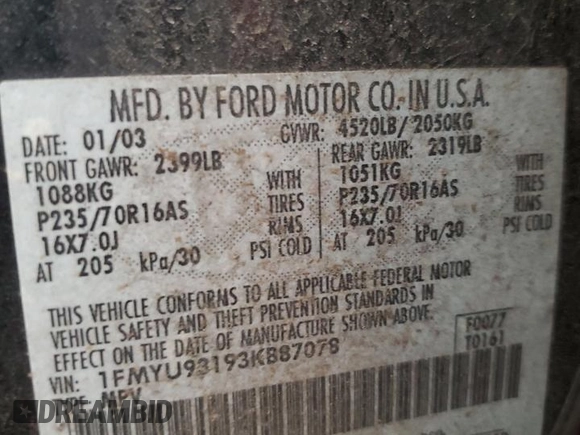 MFD. BY FORD MOTOR CO. IN U.S.A.
DATE: 01/03 GVWR: 4520LB/ 2050KG
FRONT GAWR: 2399LB REAR GAWR: 2319LB
1088KG WITH 1051KG WITH
P235/70R16AS TIRES P235/70R16AS TIRES
16X7.0J RIMS 16X7.0J RIMS
AT 205 kPa/30 PSI COLD AT 205 kPa/30 PSI COLD
THIS VEHICLE CONFORMS TO ALL APPLICABLE FEDERAL MOTOR
VEHICLE SAFETY AND THEFT PREVENTION STANDARDS IN
EFFECT ON THE DATE OF MANUFACTURE SHOWN ABOVE.
VIN: 1FMYU93193KB87078
F0077
T0161
TYPE: MPV
DREAMBID